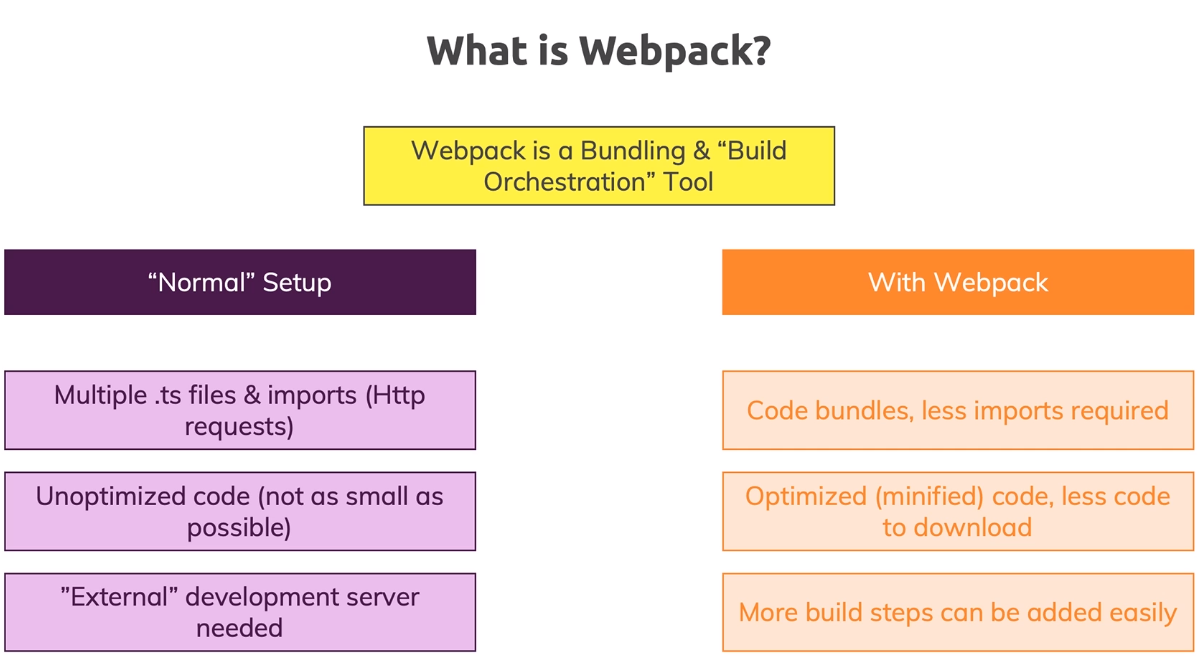 What is Webpack?
Webpack is a Bundling & “Build
Orchestration” Tool
“Normal” Setup
With Webpack
Multiple .ts files & imports (Http
requests)
Code bundles, less imports required
Unoptimized code (not as small as
possible)
Optimized (minified) code, less code
to download
”External” development server
needed
More build steps can be added easily